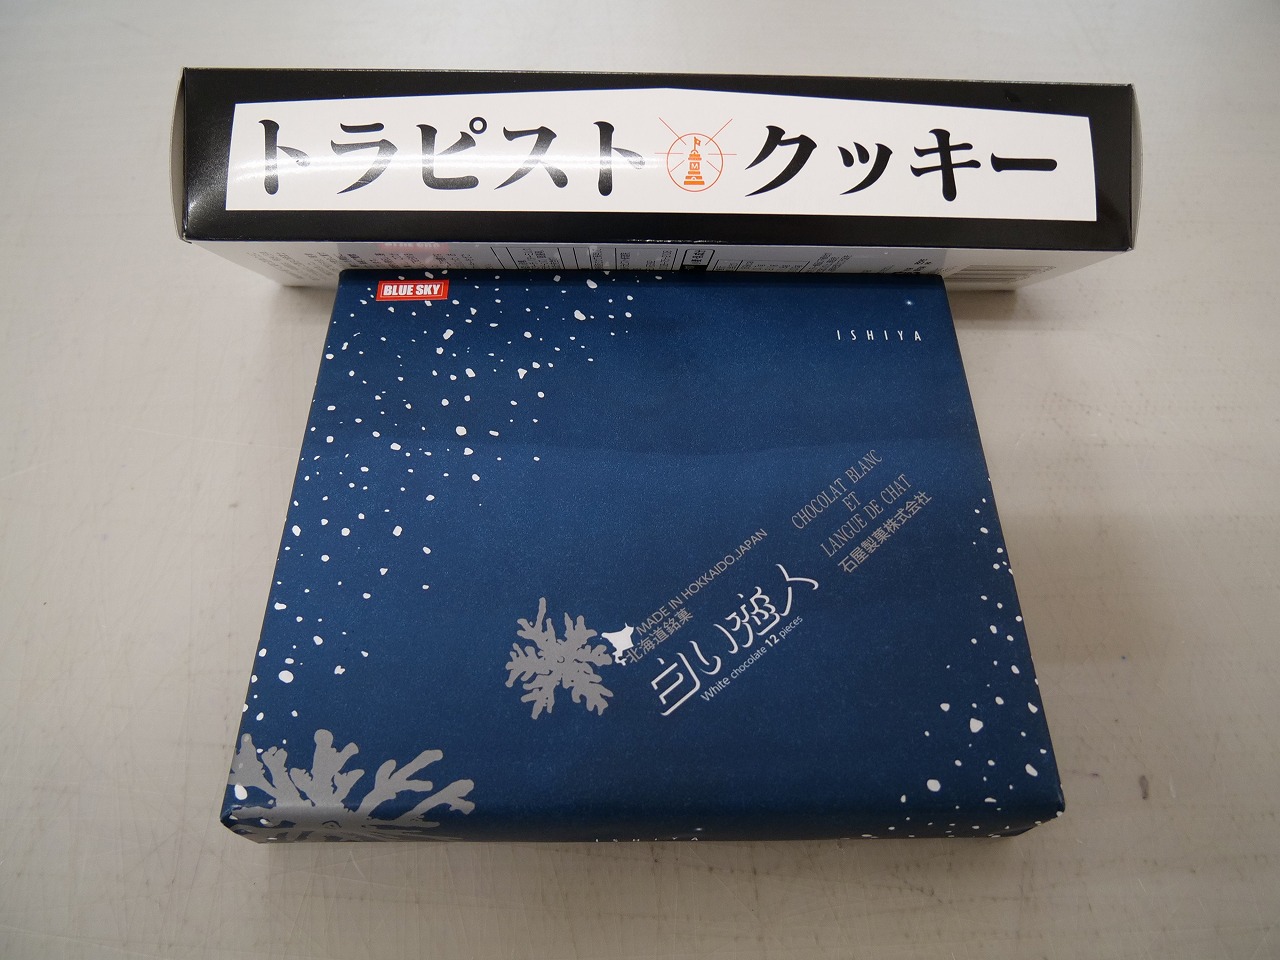 トラピスト クッキー
BLUE SKY
ISHIYA
CHOCOLAT BLANC
ET
LANGUE DE CHAT
石屋製菓株式会社
MADE IN HOKKAIDO, JAPAN
北海道銘菓
白い恋人
White chocolate 12 pieces
ISHIYA